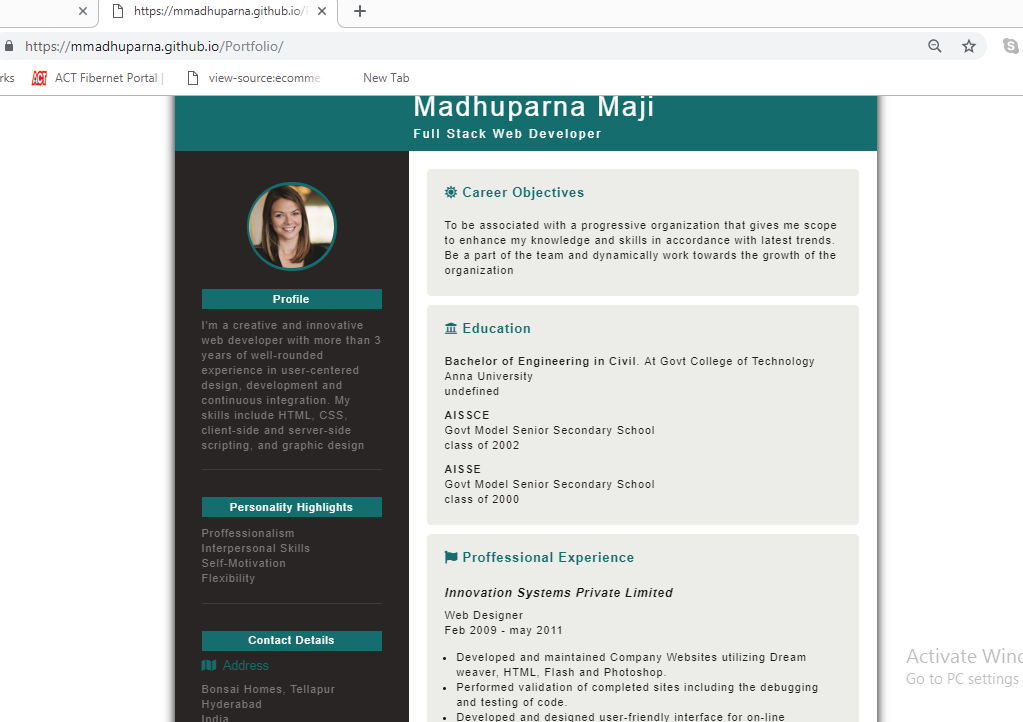 https://mmadhuparna.github.io/
https://mmadhuparna.github.io/Portfolio/
rks
ACT
ACT Fibernet Portal |
view-source:ecomme
New Tab
Madhuparna Maji
Full Stack Web Developer
Profile
I'm a creative and innovative
web developer with more than 3
years of well-rounded
experience in user-centered
design, development and
continuous integration. My
skills include HTML, CSS,
client-side and server-side
scripting, and graphic design
Personality Highlights
Proffessionalism
Interpersonal Skills
Self-Motivation
Flexibility
Contact Details
Address
Bonsai Homes, Tellapur
Hyderabad
India
Career Objectives
To be associated with a progressive organization that gives me scope
to enhance my knowledge and skills in accordance with latest trends.
Be a part of the team and dynamically work towards the growth of the
organization
Education
Bachelor of Engineering in Civil. At Govt College of Technology
Anna University
undefined
AISSCE
Govt Model Senior Secondary School
class of 2002
AISSE
Govt Model Senior Secondary School
class of 2000
Proffessional Experience
Innovation Systems Private Limited
Web Designer
Feb 2009 - may 2011
• Developed and maintained Company Websites utilizing Dream
weaver, HTML, Flash and Photoshop.
• Performed validation of completed sites including the debugging
and testing of code.
• Developed and designed user-friendly interface for on-line
Activate Wind
Go to PC settings